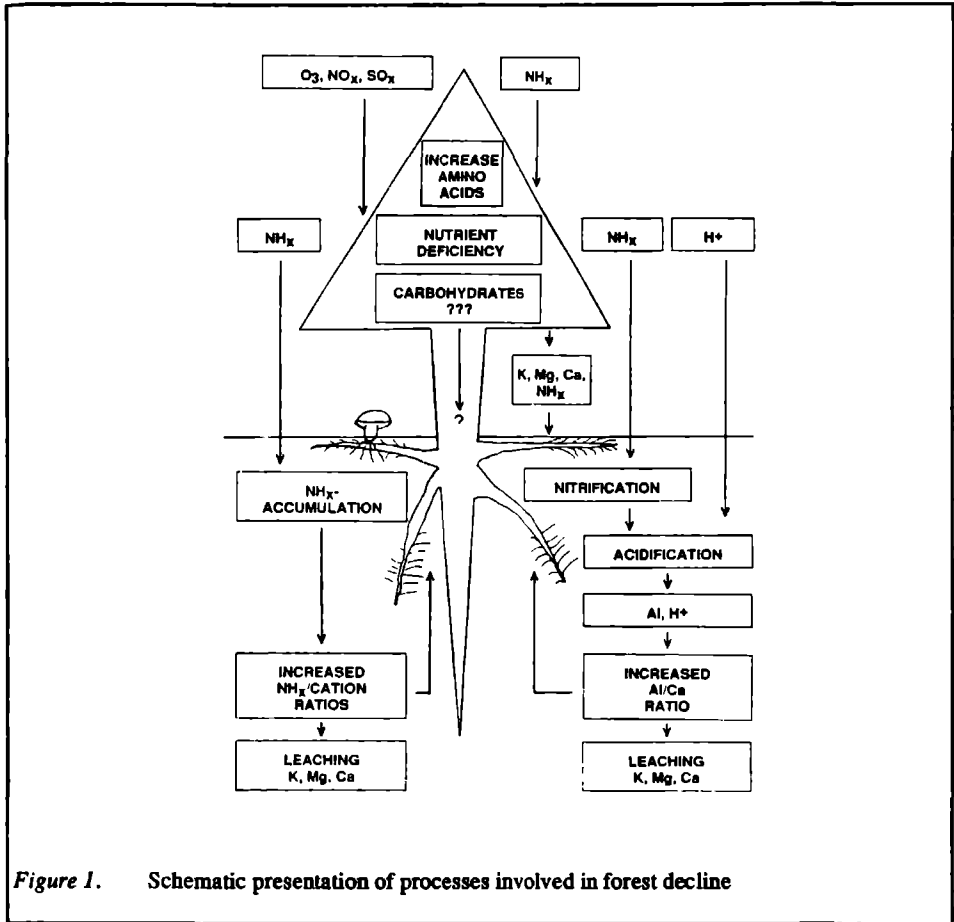 O₃, NOₓ, SOₓ
NHₓ
INCREASE
AMINO
ACIDS
NHₓ
NUTRIENT
DEFICIENCY
NHₓ
H+
CARBOHYDRATES
???
K, Mg, Ca,
NHₓ
?
NHₓ-
ACCUMULATION
NITRIFICATION
ACIDIFICATION
Al, H+
INCREASED
NHₓ/CATION
RATIOS
INCREASED
Al/Ca
RATIO
LEACHING
K, Mg, Ca
LEACHING
K, Mg, Ca
Figure 1. Schematic presentation of processes involved in forest decline